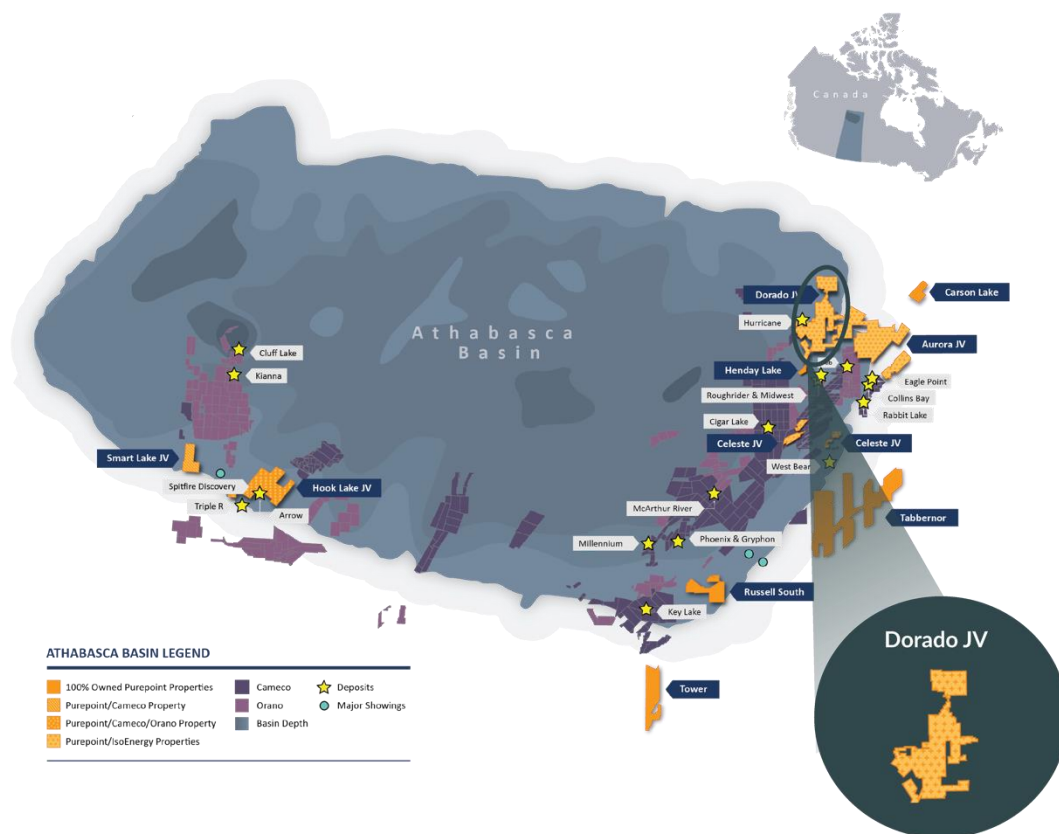 Canada
Athabasca
Basin
Dorado JV
Carson Lake
Hurricane
Aurora JV
Cluff Lake
Henday Lake
Kianna
Eagle Point
Roughrider & Midwest
Collins Bay
Rabbit Lake
Cigar Lake
Celeste JV
Celeste JV
Smart Lake JV
West Bear
Spitfire Discovery
Hook Lake JV
Triple R
Arrow
McArthur River
Tabbernor
Millennium
Phoenix & Gryphon
Russell South
Key Lake
Tower
Dorado JV
ATHABASCA BASIN LEGEND
100% Owned Purepoint Properties
Purepoint/Cameco Property
Purepoint/Cameco/Orano Property
Purepoint/IsoEnergy Properties
Cameco
Orano
Basin Depth
Deposits
Major Showings